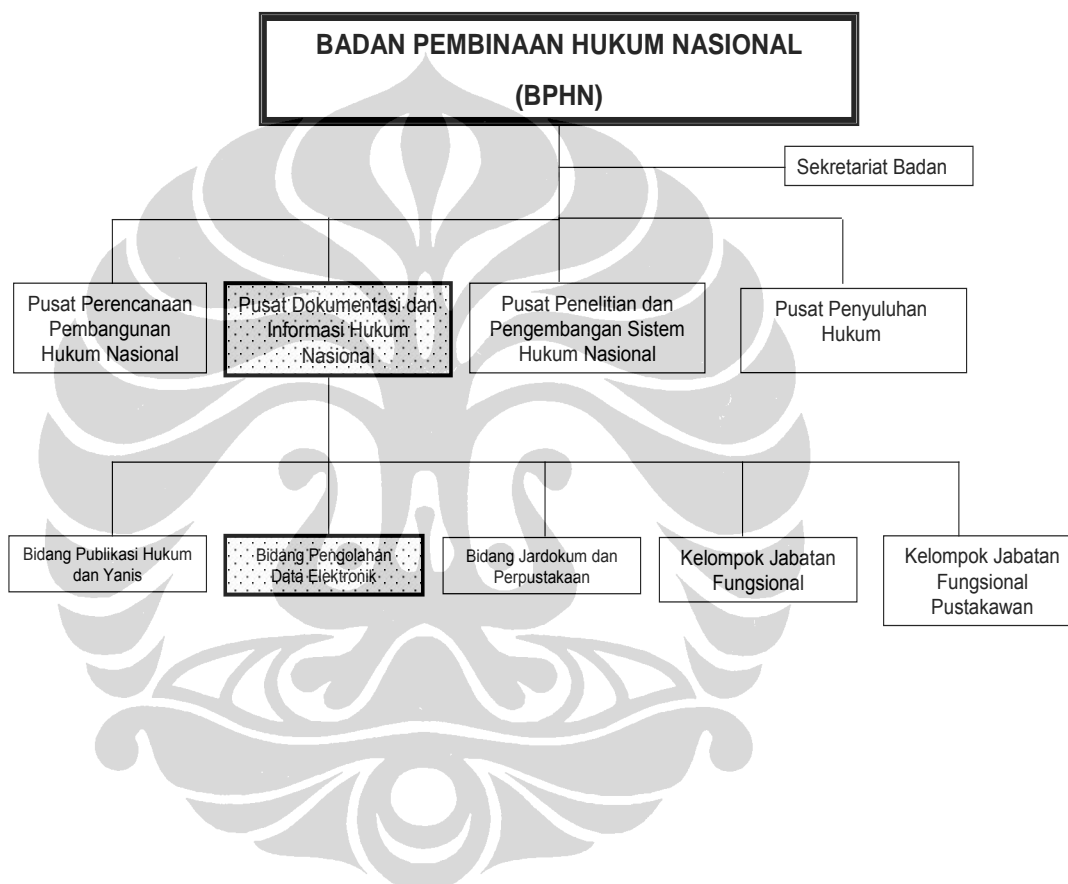 BADAN PEMBINAAN HUKUM NASIONAL
(BPHN)
Sekretariat Badan
Pusat Perencanaan
Pembangunan
Hukum Nasional
Pusat Dokumentasi dan
Informasi Hukum
Nasional
Pusat Penelitian dan
Pengembangan Sistem
Hukum Nasional
Pusat Penyuluhan
Hukum
Bidang Publikasi Hukum
dan Yanis
Bidang Pengolahan
Data Elektronik
Bidang Jardokum dan
Perpustakaan
Kelompok Jabatan
Fungsional
Kelompok Jabatan
Fungsional
Pustakawan